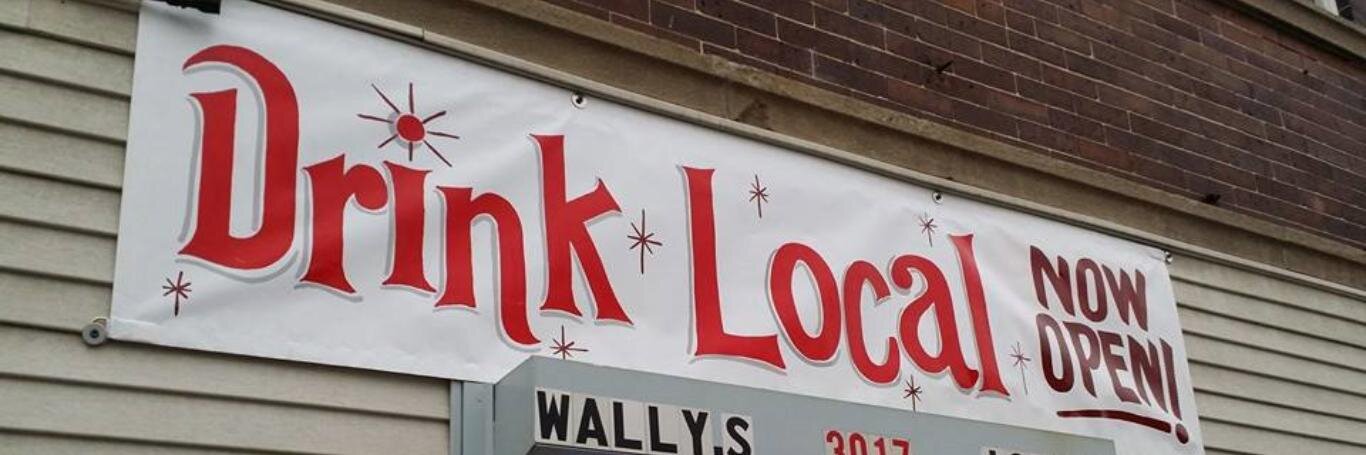 Drink Local
NOW
OPEN!
WALLY.S 3017